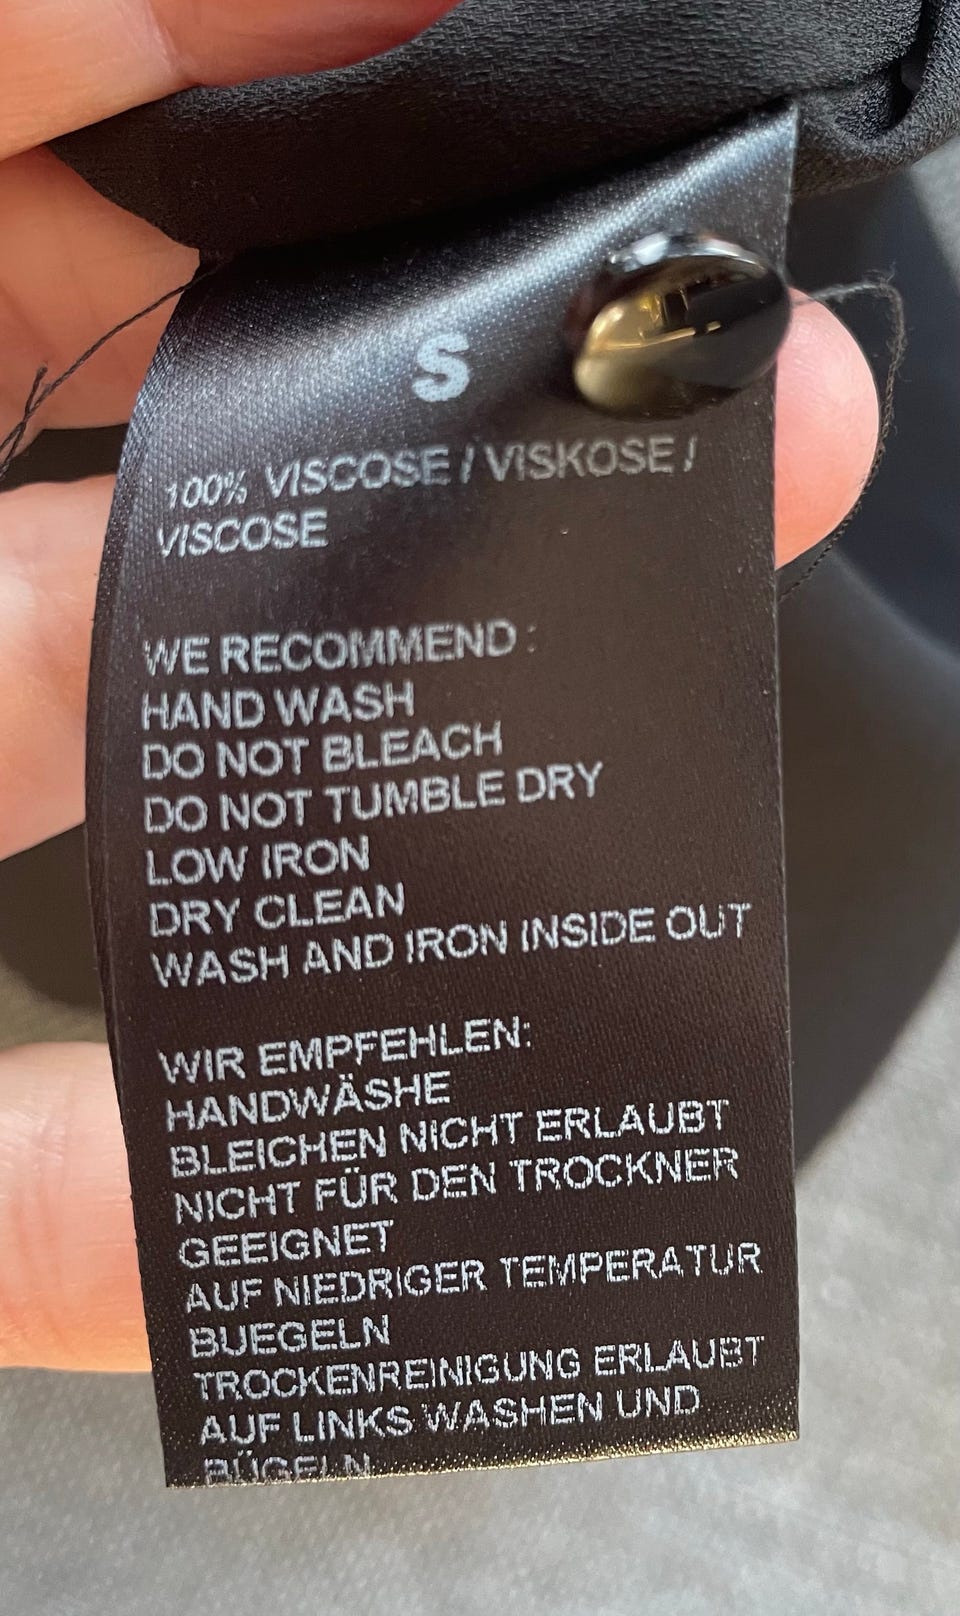 S
100% VISCOSE / VISKOSE /
VISCOSE
WE RECOMMEND :
HAND WASH
DO NOT BLEACH
DO NOT TUMBLE DRY
LOW IRON
DRY CLEAN
WASH AND IRON INSIDE OUT
WIR EMPFEHLEN:
HANDWÄSHE
BLEICHEN NICHT ERLAUBT
NICHT FÜR DEN TROCKNER
GEEIGNET
AUF NIEDRIGER TEMPERATUR
BUEGELN
TROCKENREINIGUNG ERLAUBT
AUF LINKS WASHEN UND
BÜGELN